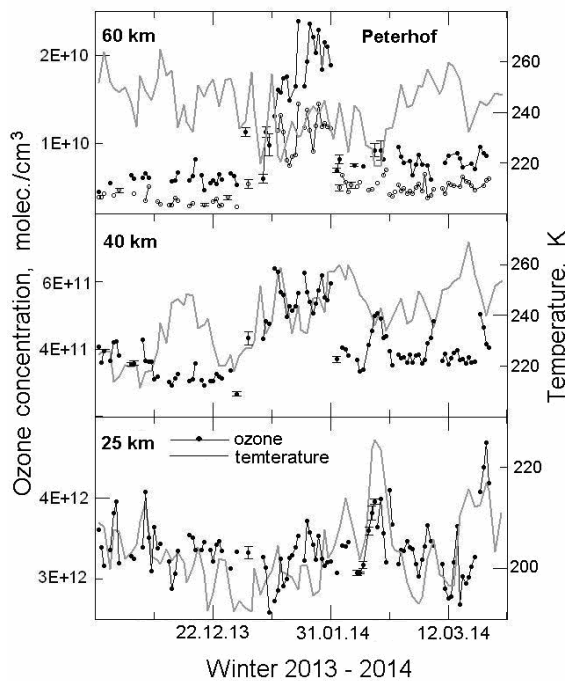 60 km
Peterhof
2E+10
1E+10
260
240
220
40 km
6E+11
4E+11
260
240
220
25 km
ozone
temterature
4E+12
3E+12
220
200
22.12.13
31.01.14
12.03.14
Winter 2013 - 2014
Ozone concentration, molec./cm³
Temperature, K